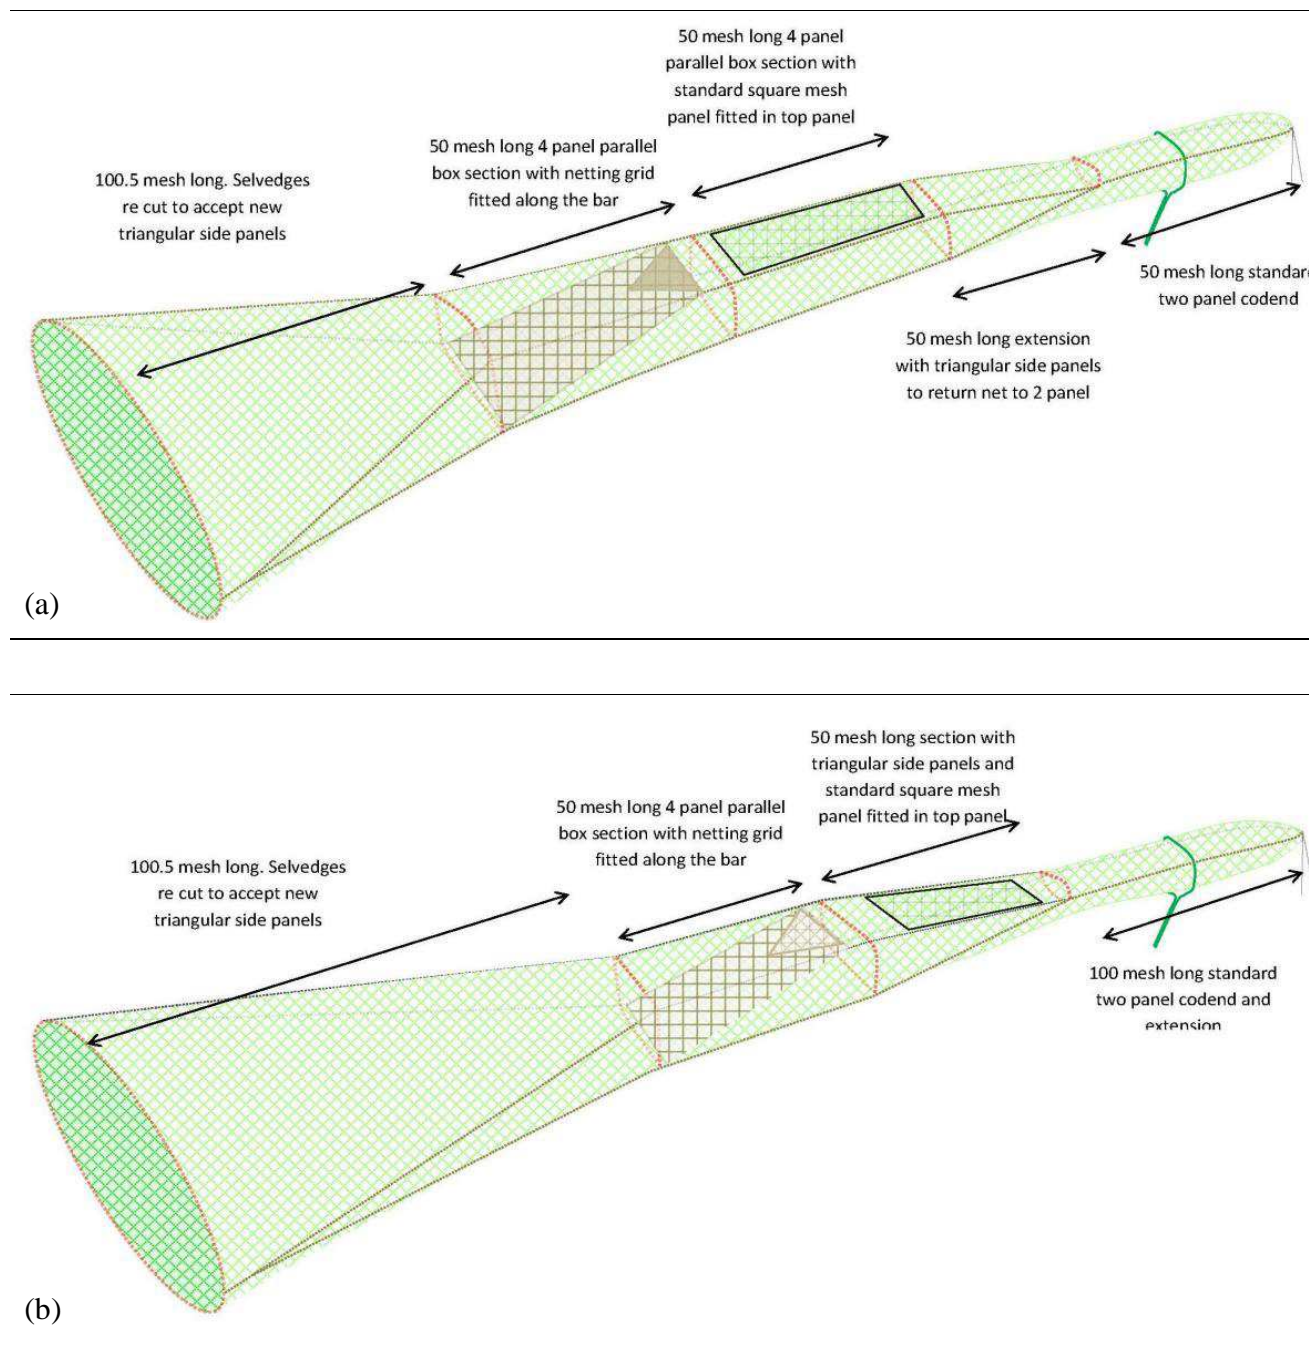 50 mesh long 4 panel
parallel box section with
standard square mesh
panel fitted in top panel
50 mesh long 4 panel parallel
box section with netting grid
fitted along the bar
100.5 mesh long. Selvedges
re cut to accept new
triangular side panels
50 mesh long standard
two panel codend
50 mesh long extension
with triangular side panels
to return net to 2 panel
(a)
50 mesh long section with
triangular side panels and
standard square mesh
panel fitted in top panel
50 mesh long 4 panel parallel
box section with netting grid
fitted along the bar
100.5 mesh long. Selvedges
re cut to accept new
triangular side panels
100 mesh long standard
two panel codend and
extension
(b)